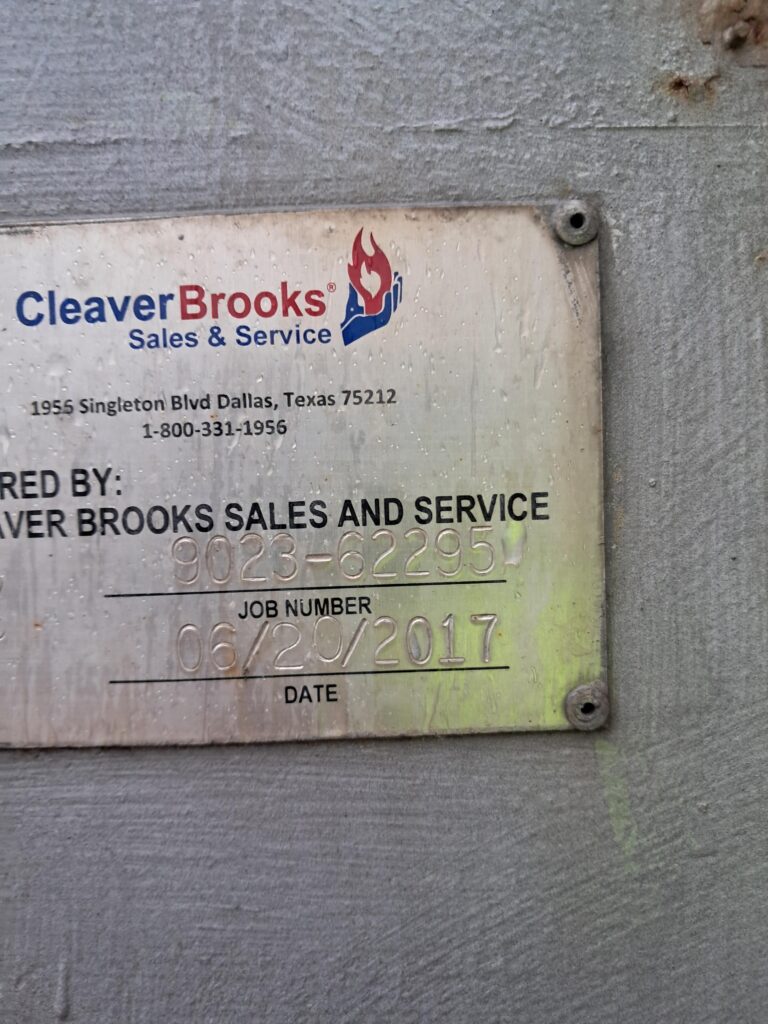 CleaverBrooks®
Sales & Service
1956 Singleton Blvd Dallas, Texas 75212
1-800-331-1956
RED BY:
AVER BROOKS SALES AND SERVICE
9023-62295
JOB NUMBER
06/20/2017
DATE